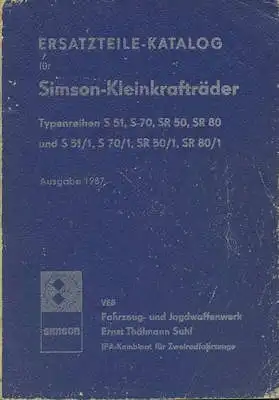 ERSATZTEILE-KATALOG
für
Simson-Kleinkrafträder
Typenreihen S 51, S 70, SR 50, SR 80
und S 51/1, S 70/1, SR 50/1, SR 80/1
Ausgabe 1987
VEB
Fahrzeug- und Jagdwaffenwerk
Ernst Thälmann Suhl
IFA-Kombinat für Zweiradfahrzeuge
simson